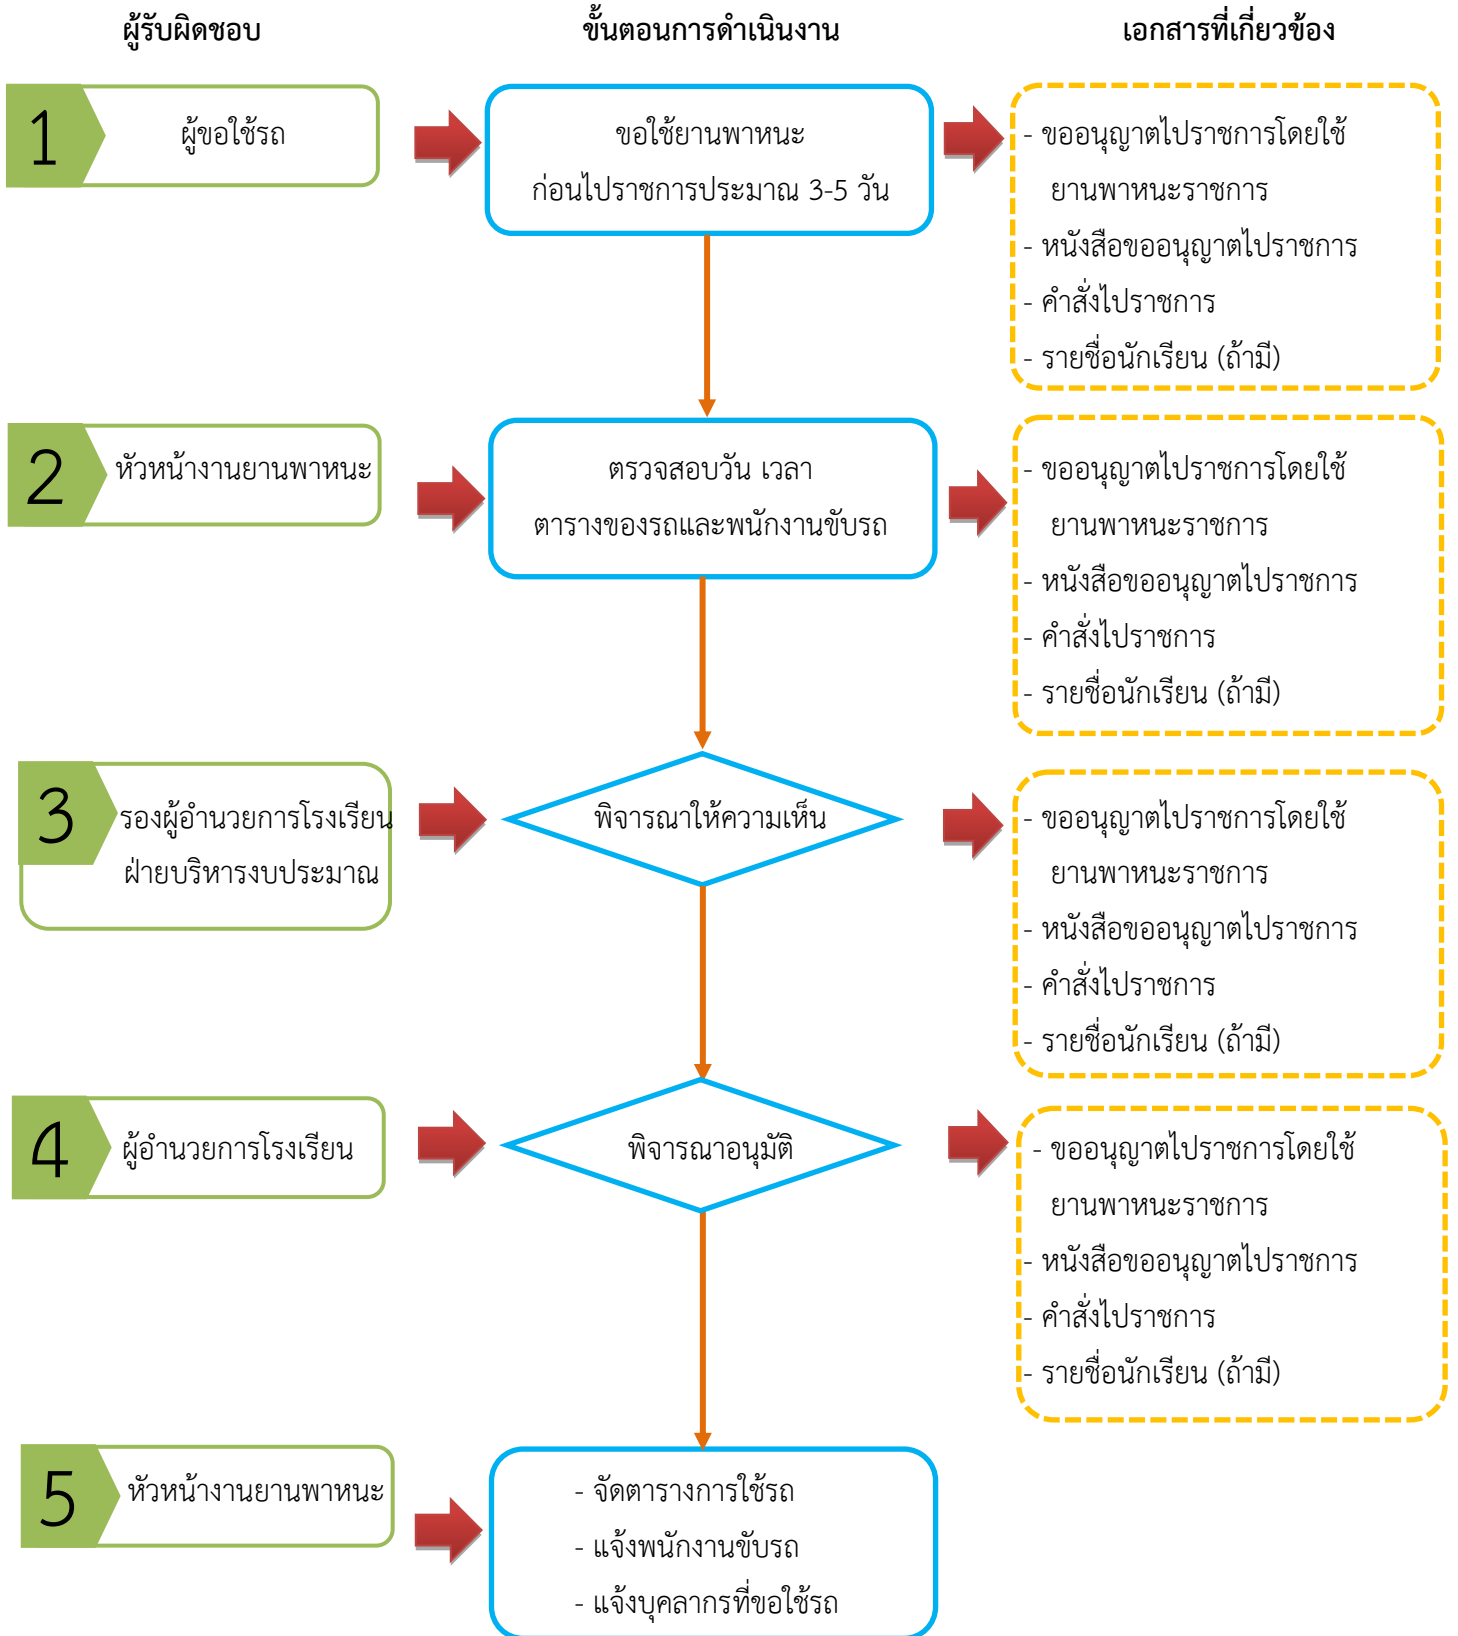 ผู้รับผิดชอบ
ขั้นตอนการดำเนินงาน
เอกสารที่เกี่ยวข้อง
1
ผู้ขอใช้รถ
ขอใช้ยานพาหนะ
ก่อนไปราชการประมาณ 3-5 วัน
- ขออนุญาตไปราชการโดยใช้
ยานพาหนะราชการ
- หนังสือขออนุญาตไปราชการ
- คำสั่งไปราชการ
- รายชื่อนักเรียน (ถ้ามี)
2
หัวหน้างานยานพาหนะ
ตรวจสอบวัน เวลา
ตารางของรถและพนักงานขับรถ
- ขออนุญาตไปราชการโดยใช้
ยานพาหนะราชการ
- หนังสือขออนุญาตไปราชการ
- คำสั่งไปราชการ
- รายชื่อนักเรียน (ถ้ามี)
3
รองผู้อำนวยการโรงเรียน
ฝ่ายบริหารงบประมาณ
พิจารณาให้ความเห็น
- ขออนุญาตไปราชการโดยใช้
ยานพาหนะราชการ
- หนังสือขออนุญาตไปราชการ
- คำสั่งไปราชการ
- รายชื่อนักเรียน (ถ้ามี)
4
ผู้อำนวยการโรงเรียน
พิจารณาอนุมัติ
- ขออนุญาตไปราชการโดยใช้
ยานพาหนะราชการ
- หนังสือขออนุญาตไปราชการ
- คำสั่งไปราชการ
- รายชื่อนักเรียน (ถ้ามี)
5
หัวหน้างานยานพาหนะ
- จัดตารางการใช้รถ
- แจ้งพนักงานขับรถ
- แจ้งบุคลากรที่ขอใช้รถ